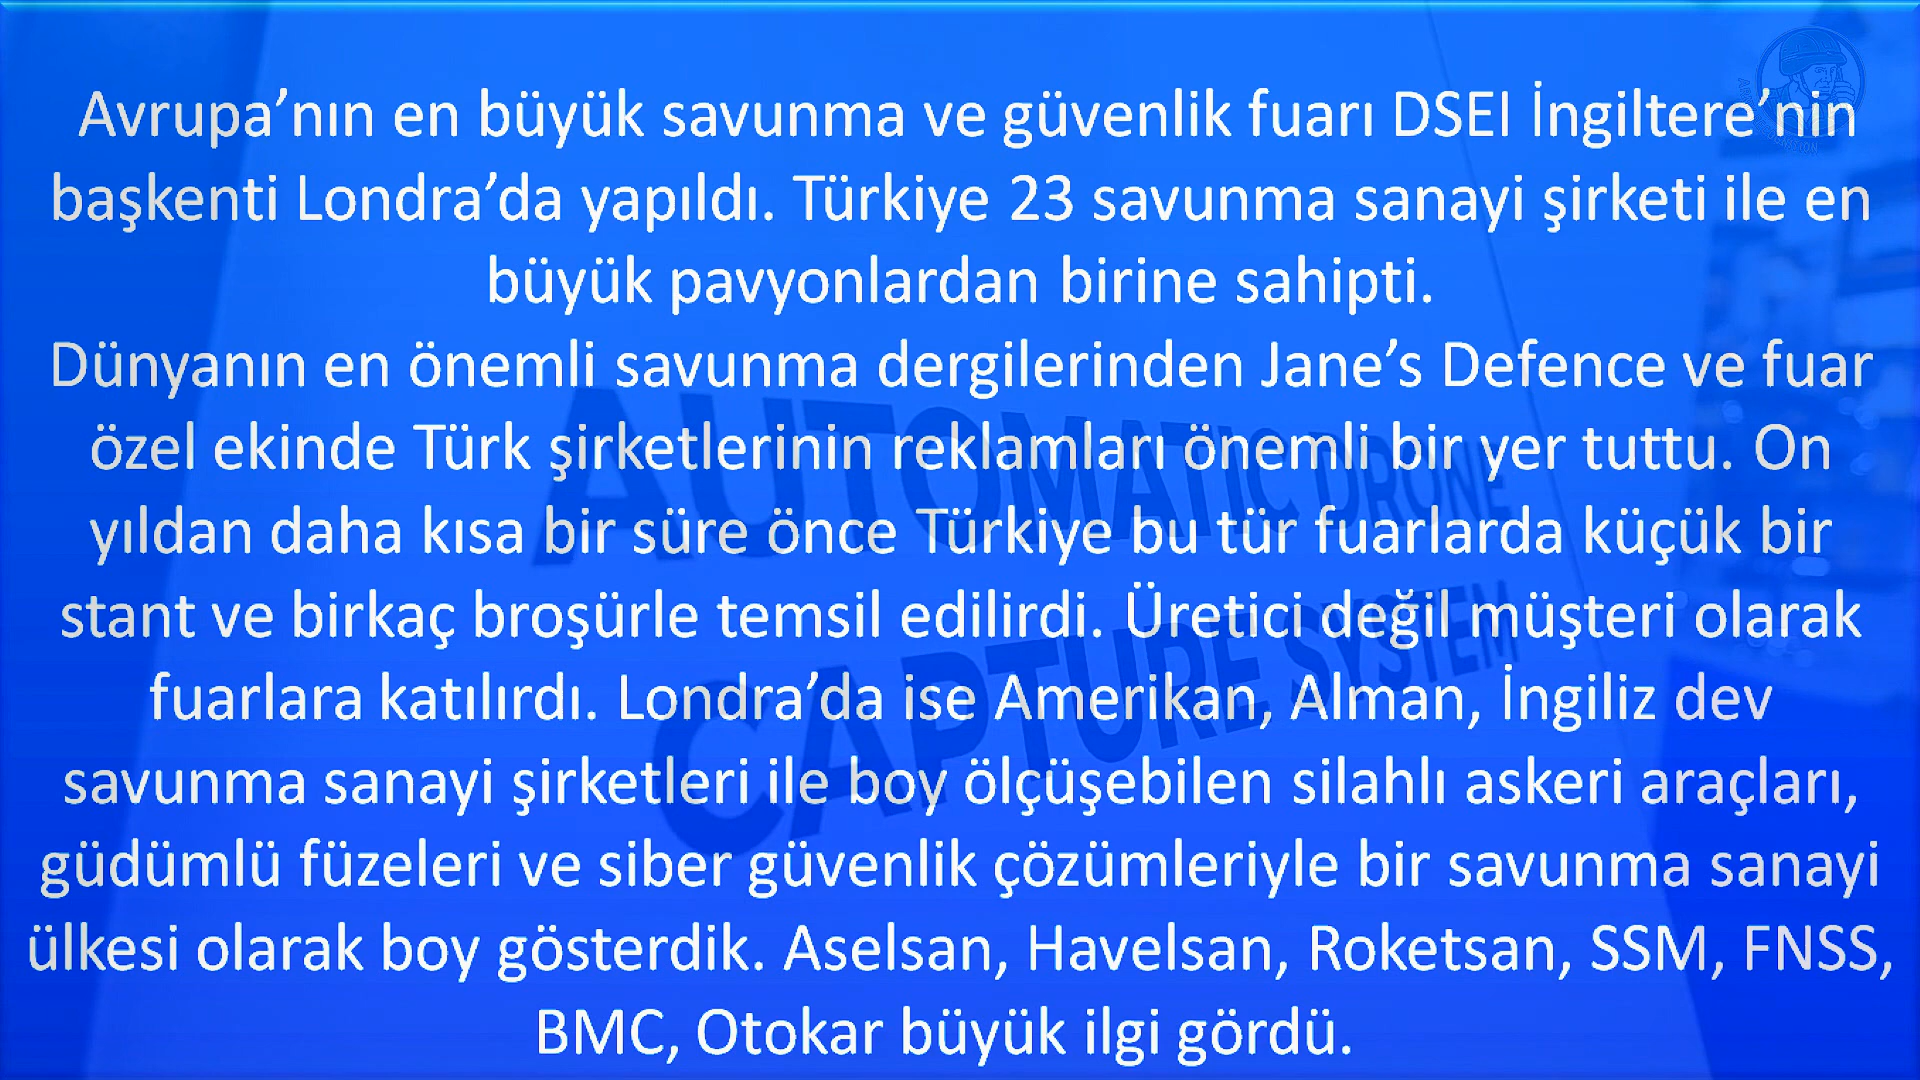 Avrupa’nın en büyük savunma ve güvenlik fuarı DSEI İngiltere’nin
başkenti Londra’da yapıldı. Türkiye 23 savunma sanayi şirketi ile en
büyük pavyonlardan birine sahipti.
Dünyanın en önemli savunma dergilerinden Jane’s Defence ve fuar
özel ekinde Türk şirketlerinin reklamları önemli bir yer tuttu. On
yıldan daha kısa bir süre önce Türkiye bu tür fuarlarda küçük bir
stant ve birkaç broşürle temsil edilirdi. Üretici değil müşteri olarak
fuarlara katılırdı. Londra’da ise Amerikan, Alman, İngiliz dev
savunma sanayi şirketleri ile boy ölçüşebilen silahlı askeri araçları,
güdümlü füzeleri ve siber güvenlik çözümleriyle bir savunma sanayi
ülkesi olarak boy gösterdik. Aselsan, Havelsan, Roketsan, SSM, FNSS,
BMC, Otokar büyük ilgi gördü.
AUTOMATIC DRONE
CAPTURE SYSTEM